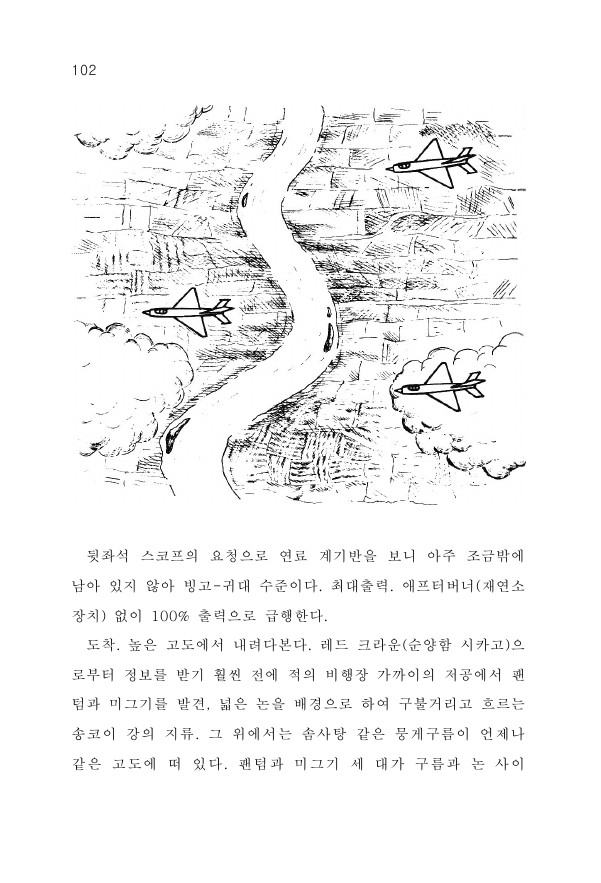 102
뒷좌석 스코프의 요청으로 연료 계기반을 보니 아주 조금밖에
남아 있지 않아 빙고-귀대 수준이다. 최대출력. 애프터버너(재연소
장치) 없이 100% 출력으로 급행한다.
도착. 높은 고도에서 내려다본다. 레드 크라운(순양함 시카고)으
로부터 정보를 받기 훨씬 전에 적의 비행장 가까이의 저공에서 팬
텀과 미그기를 발견, 넓은 논을 배경으로 하여 구불거리고 흐르는
송코이 강의 지류. 그 위에서는 솜사탕 같은 뭉게구름이 언제나
같은 고도에 떠 있다. 팬텀과 미그기 세 대가 구름과 논 사이